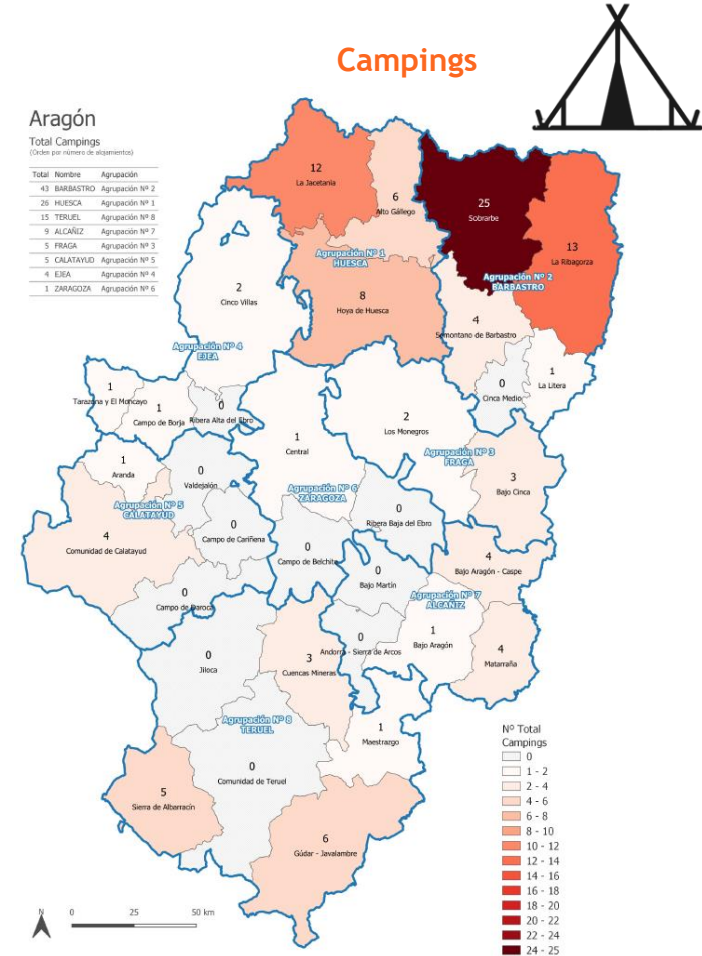 Campings
Aragón
Total Campings
(Orden por número de alojamientos)
Total Nombre Agrupación
43 BARBASTRO Agrupación Nº 2
26 HUESCA Agrupación Nº 1
15 TERUEL Agrupación Nº 8
9 ALCAÑIZ Agrupación Nº 7
5 FRAGA Agrupación Nº 3
5 CALATAYUD Agrupación Nº 5
4 EJEA Agrupación Nº 4
1 ZARAGOZA Agrupación Nº 6
12
La Jacetania
6
Alto Gállego
25
Sobrarbe
13
La Ribagorza
Agrupación Nº 1
HUESCA
Agrupación Nº 2
BARBASTRO
2
Cinco Villas
8
Hoya de Huesca
4
Somontano de Barbastro
Agrupación Nº 4
EJEA
1
Tarazona y El Moncayo
1
Campo de Borja
0
Ribera Alta del Ebro
0
Cinca Medio
1
La Litera
1
Central
2
Los Monegros
Agrupación Nº 3
FRAGA
3
Bajo Cinca
1
Aranda
0
Valdejalón
Agrupación Nº 5
CALATAYUD
Agrupación Nº 6
ZARAGOZA
0
Ribera Baja del Ebro
4
Comunidad de Calatayud
0
Campo de Cariñena
0
Campo de Belchite
0
Bajo Martín
4
Bajo Aragón - Caspe
0
Campo de Daroca
Agrupación Nº 7
ALCAÑIZ
0
Jiloca
3
Cuencas Mineras
0
Andorra - Sierra de Arcos
1
Bajo Aragón
4
Matarraña
Agrupación Nº 8
TERUEL
1
Maestrazgo
0
Comunidad de Teruel
5
Sierra de Albarracín
6
Gúdar - Javalambre
Nº Total
Campings
0
1 - 2
2 - 4
4 - 6
6 - 8
8 - 10
10 - 12
12 - 14
14 - 16
16 - 18
18 - 20
20 - 22
22 - 24
24 - 25
N
0 25 50 km